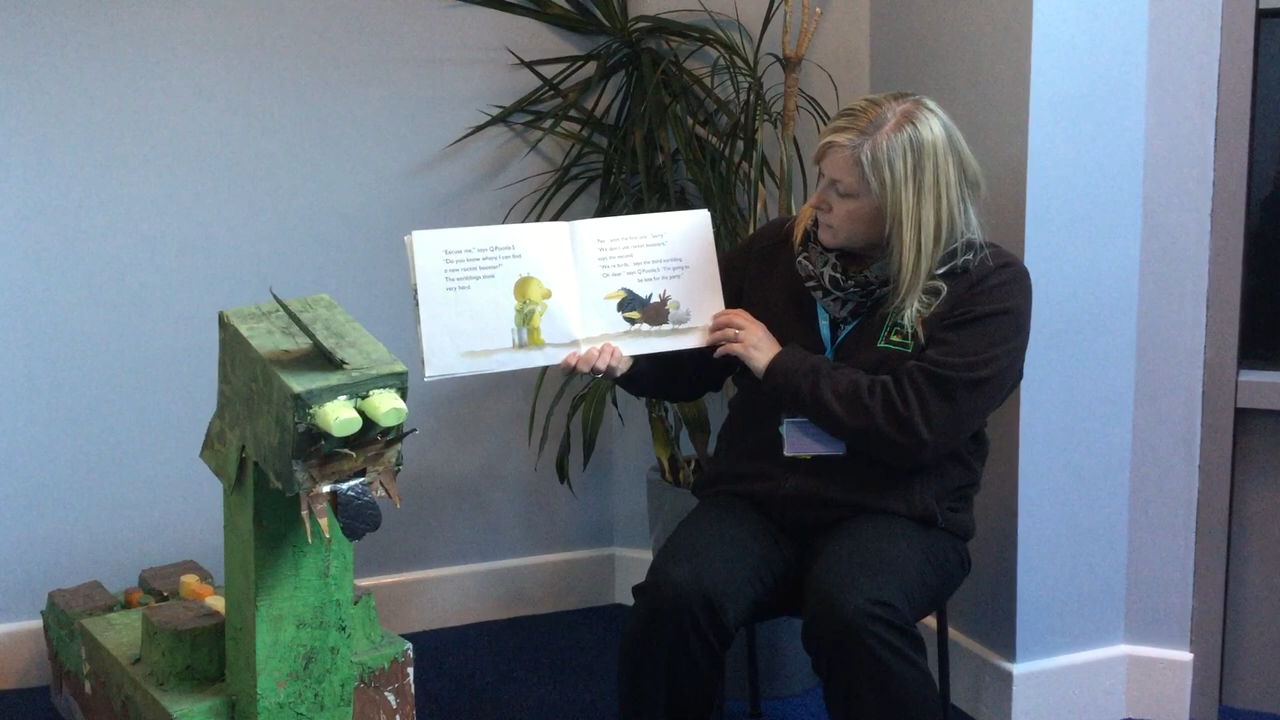 "Excuse me," says Q Pootle 5.
"Do you know where I can find
a new rocket booster?"
The earthlings think
very hard.
"No," says the first one, "sorry."
"We don't use rocket boosters,"
says the second.
"We're birds," says the third earthling.
"Oh dear," says Q Pootle 5. "I'm going to
be late for the party."